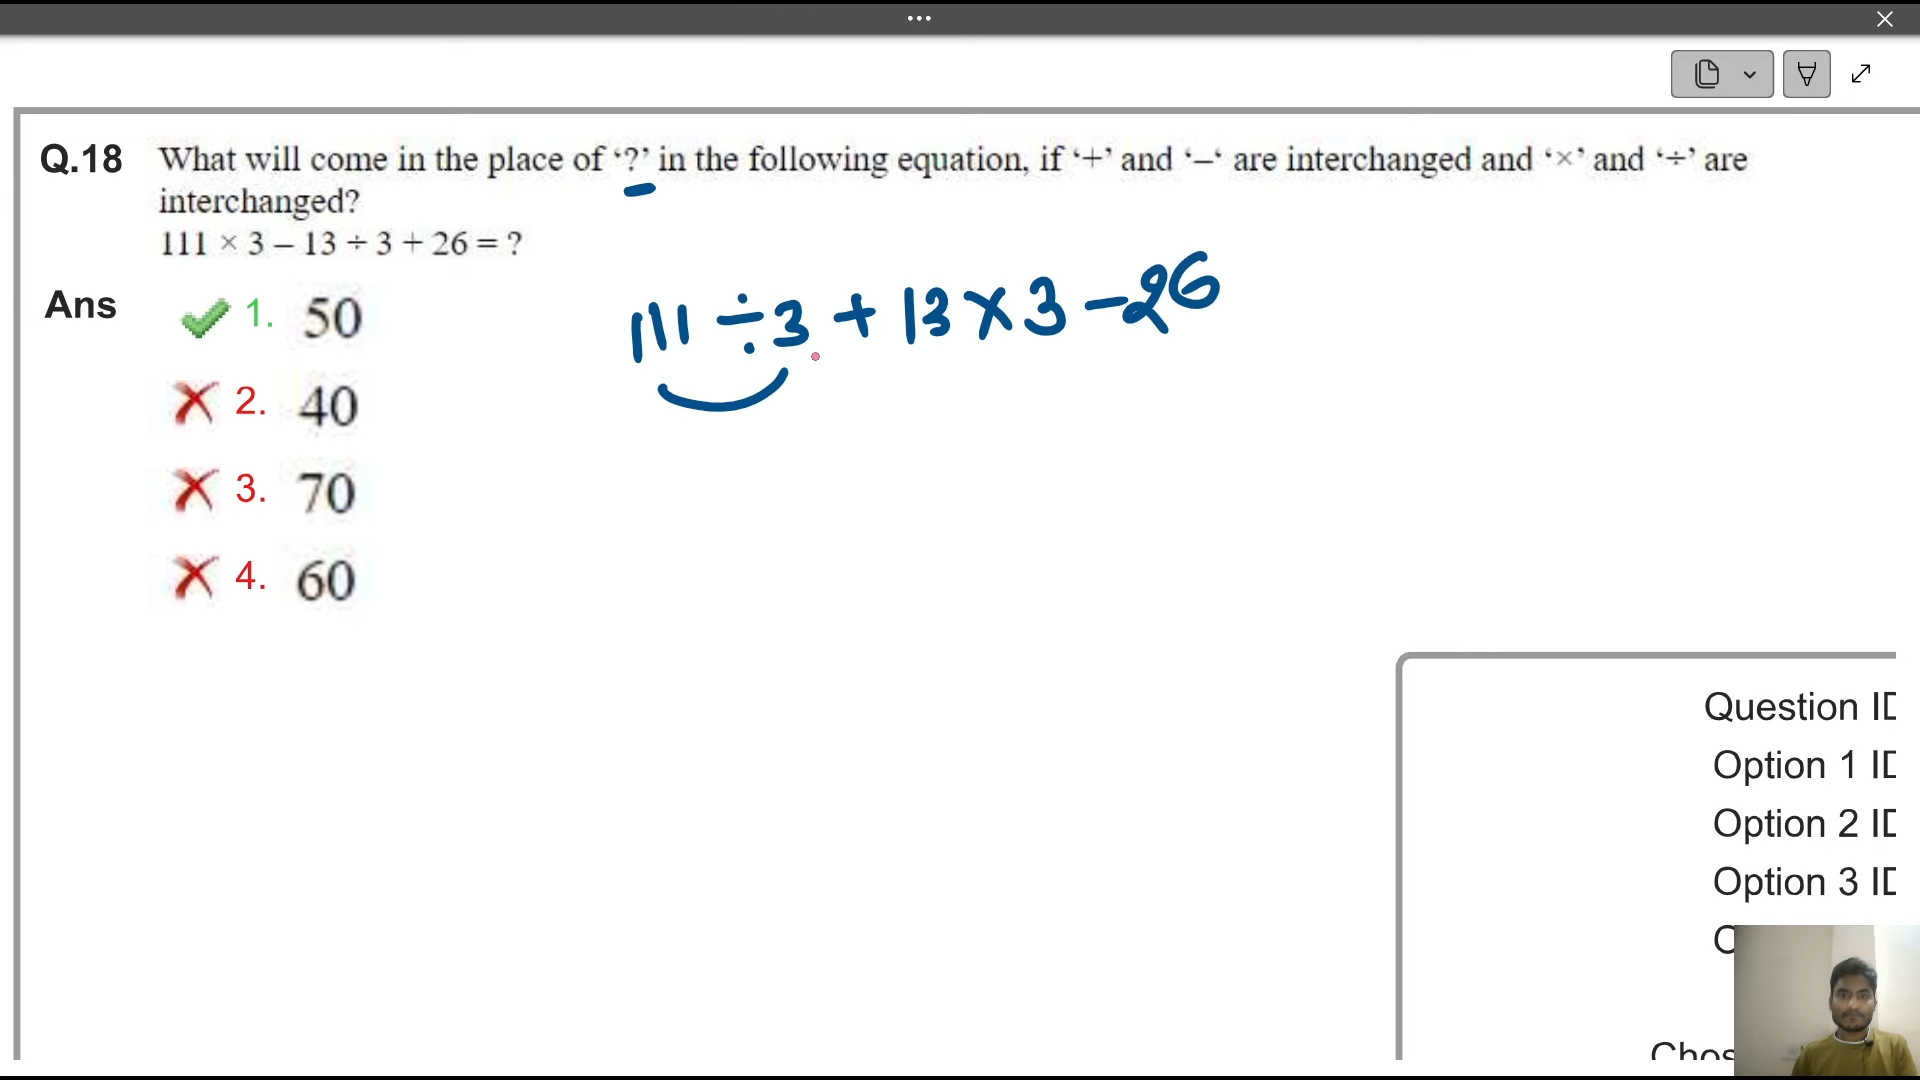 Q.18 What will come in the place of ‘?’ in the following equation, if ‘+’ and ‘–‘ are interchanged and ‘×’ and ‘÷’ are
interchanged?
111 × 3 – 13 ÷ 3 + 26 = ?
111 ÷ 3 + 13 × 3 - 26
Ans 1. 50
2. 40
3. 70
4. 60
Question ID
Option 1 ID
Option 2 ID
Option 3 ID